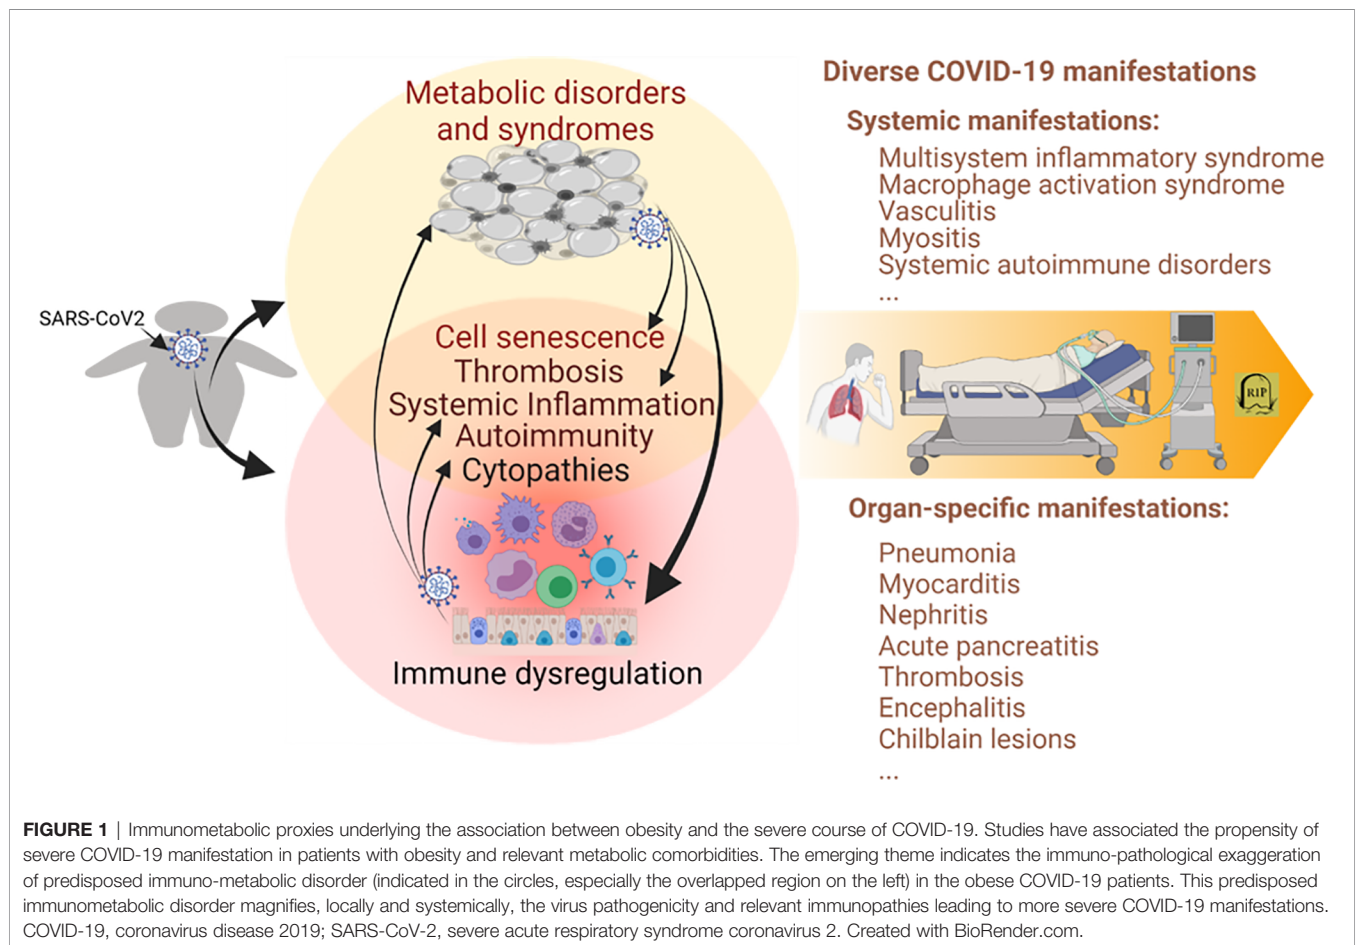 Metabolic disorders
and syndromes
SARS-CoV2
Cell senescence
Thrombosis
Systemic Inflammation
Autoimmunity
Cytopathies
Immune dysregulation
Diverse COVID-19 manifestations
Systemic manifestations:
Multisystem inflammatory syndrome
Macrophage activation syndrome
Vasculitis
Myositis
Systemic autoimmune disorders
...
RIP
Organ-specific manifestations:
Pneumonia
Myocarditis
Nephritis
Acute pancreatitis
Thrombosis
Encephalitis
Chilblain lesions
...
FIGURE 1 | Immunometabolic proxies underlying the association between obesity and the severe course of COVID-19. Studies have associated the propensity of
severe COVID-19 manifestation in patients with obesity and relevant metabolic comorbidities. The emerging theme indicates the immuno-pathological exaggeration
of predisposed immuno-metabolic disorder (indicated in the circles, especially the overlapped region on the left) in the obese COVID-19 patients. This predisposed
immunometabolic disorder magnifies, locally and systemically, the virus pathogenicity and relevant immunopathies leading to more severe COVID-19 manifestations.
COVID-19, coronavirus disease 2019; SARS-CoV-2, severe acute respiratory syndrome coronavirus 2. Created with BioRender.com.